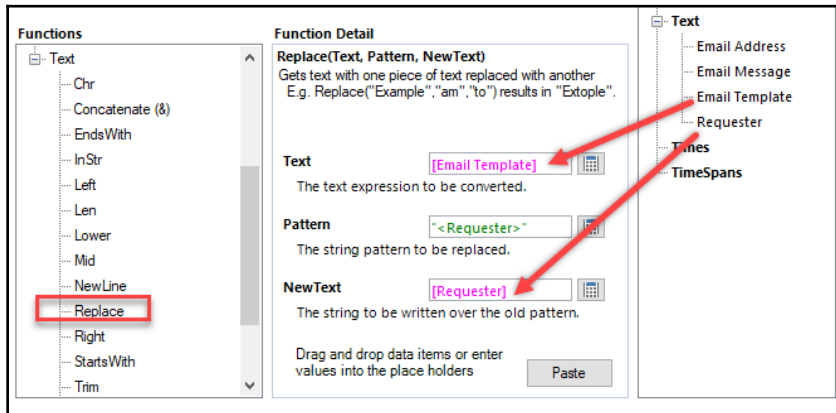 Functions
Text
Chr
Concatenate (&)
EndsWith
InStr
Left
Len
Lower
Mid
NewLine
Replace
Right
StartsWith
Trim
Function Detail
Replace(Text, Pattern, NewText)
Gets text with one piece of text replaced with another
E.g. Replace("Example","am","to") results in "Extople".
Text
[Email Template]
The text expression to be converted.
Pattern
"<Requester>"
The string pattern to be replaced.
NewText
[Requester]
The string to be written over the old pattern.
Drag and drop data items or enter
values into the place holders
Paste
Text
Email Address
Email Message
Email Template
Requester
Times
TimeSpans